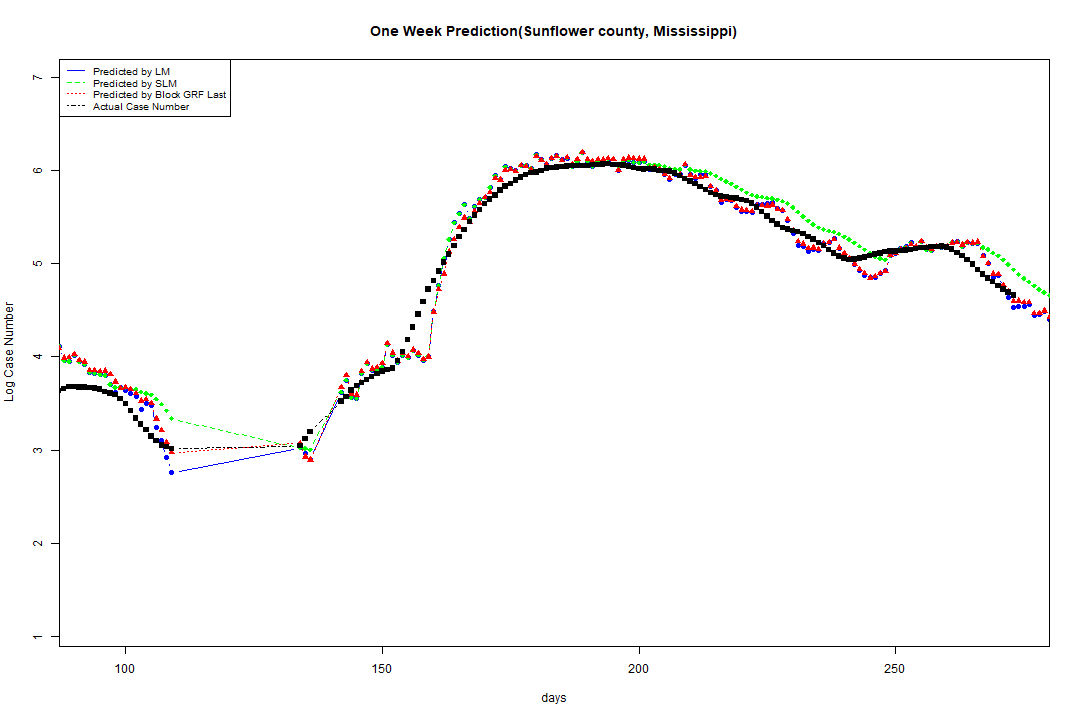 One Week Prediction(Sunflower county, Mississippi)
Predicted by LM
Predicted by SLM
Predicted by Block GRF Last
Actual Case Number
7
6
5
4
3
2
1
Log Case Number
100
150
200
250
days